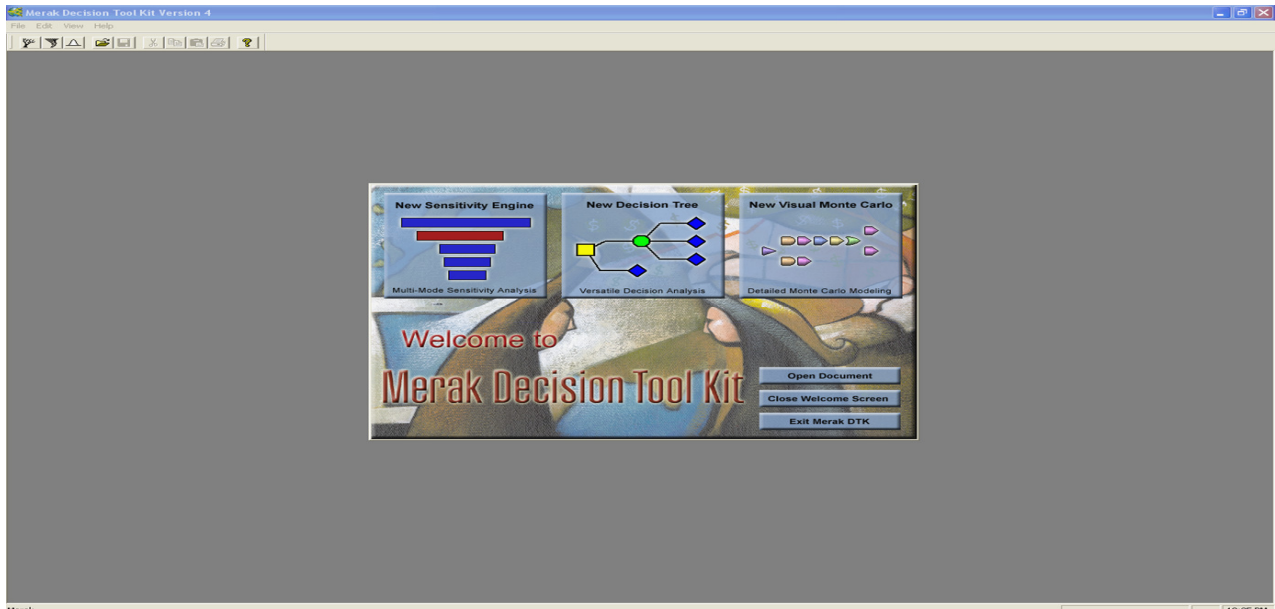 Merak Decision Tool Kit Version 4
File Edit View Help
New Sensitivity Engine
Multi-Mode Sensitivity Analysis
New Decision Tree
Versatile Decision Analysis
New Visual Monte Carlo
Detailed Monte Carlo Modeling
Welcome to
Merak Decision Tool Kit
Open Document
Close Welcome Screen
Exit Merak DTK